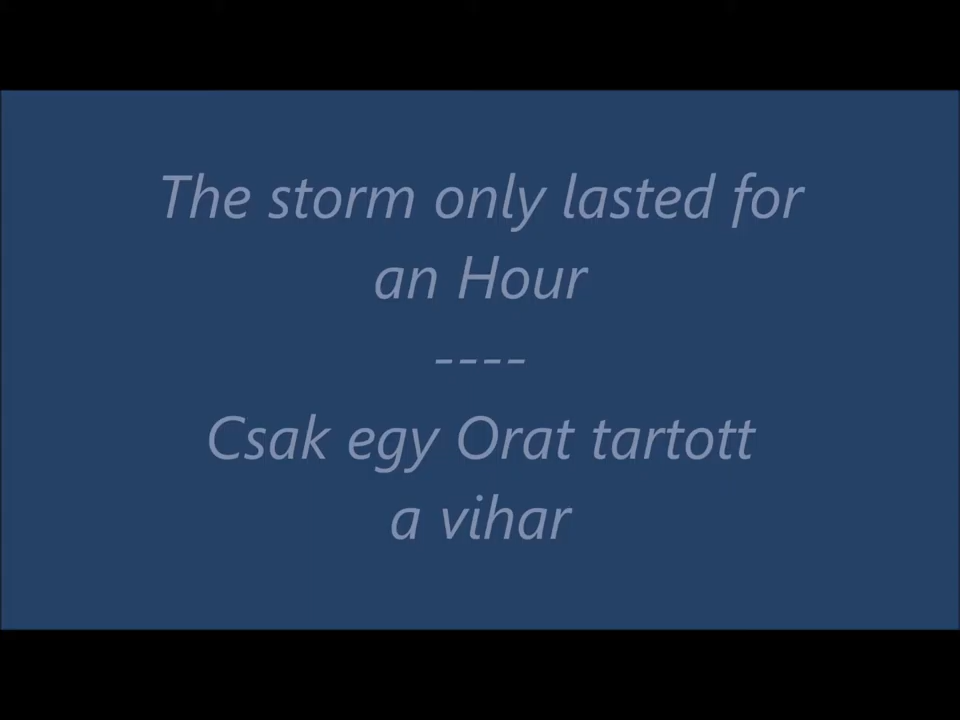 The storm only lasted for
an Hour
----
Csak egy Orat tartott
a vihar